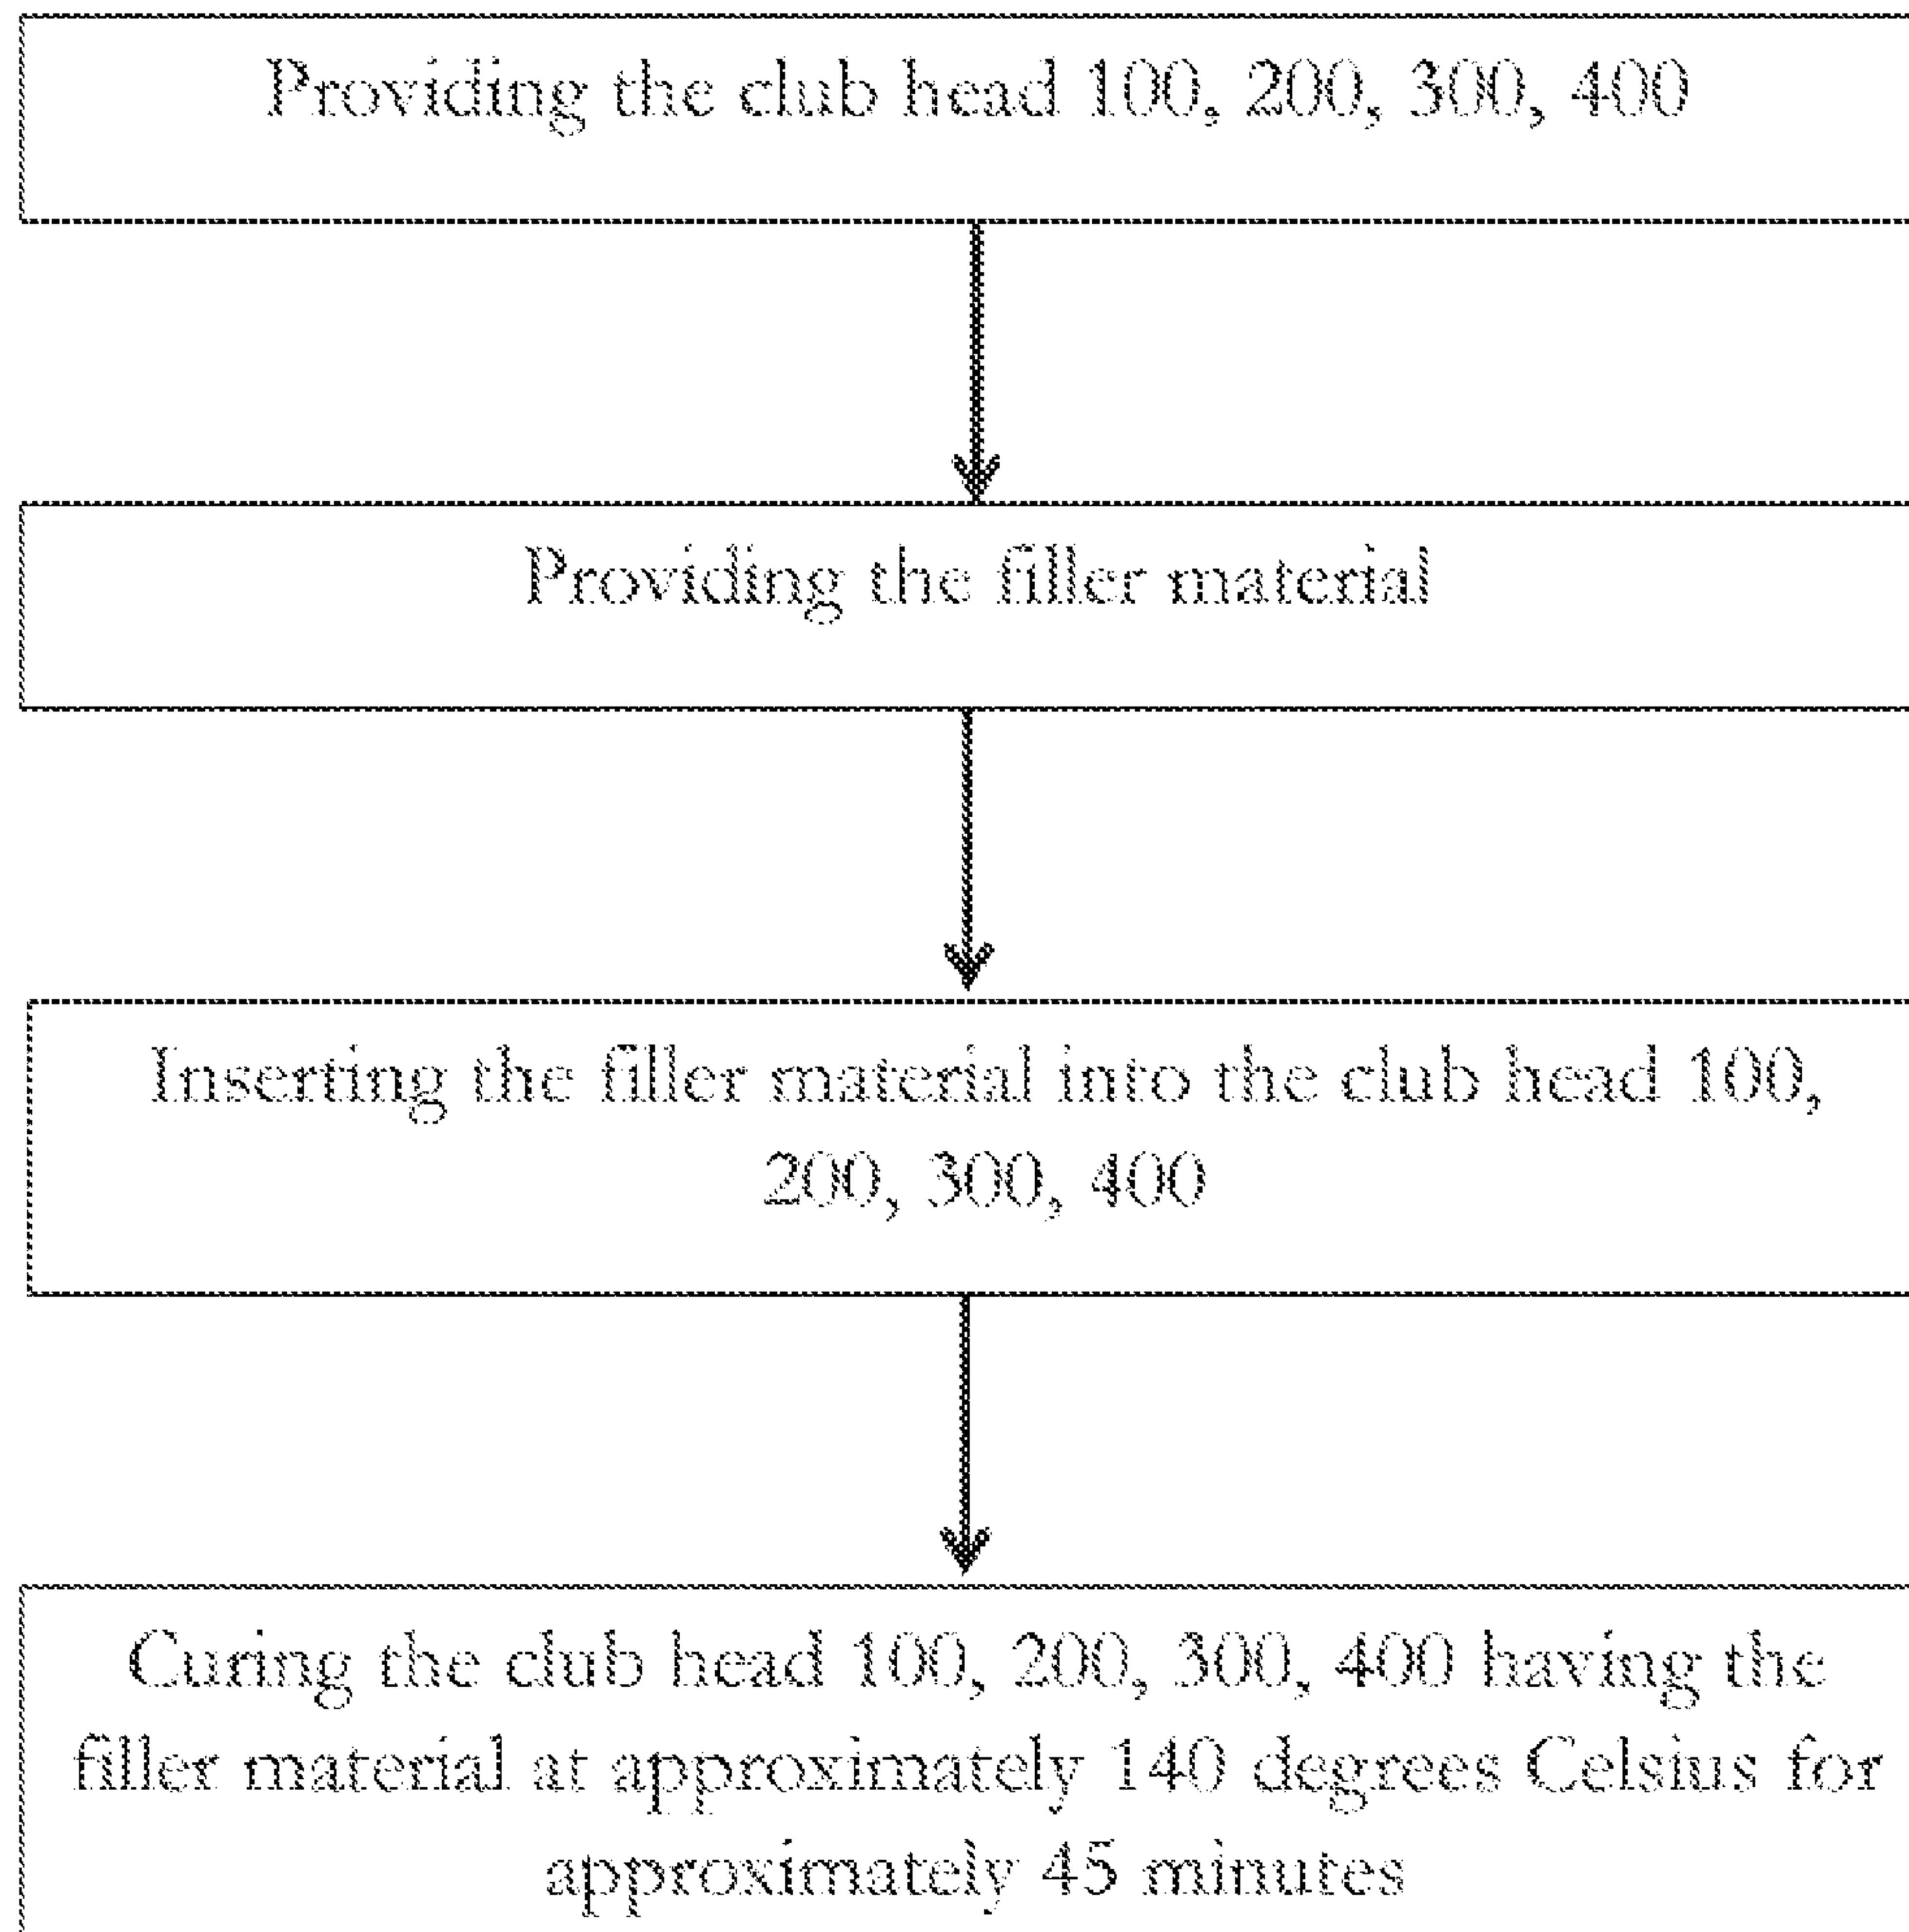 Providing the club head 100, 200, 300, 400
Providing the filler material
Inserting the filler material into the club head 100,
200, 300, 400
Curing the club head 100, 200, 300, 400 having the
filler material at approximately 140 degrees Celsius for
approximately 45 minutes